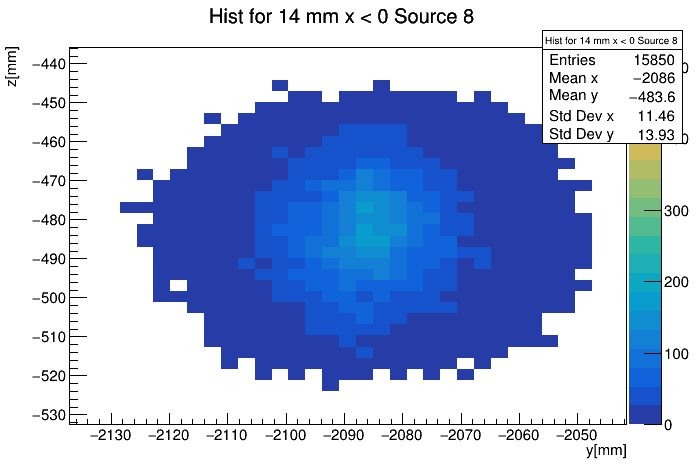 Hist for 14 mm x < 0 Source 8
z[mm]
Hist for 14 mm x < 0 Source 8
Entries 15850
Mean x −2086
Mean y −483.6
Std Dev x 11.46
Std Dev y 13.93
−440
−450
−460
−470
−480
−490
−500
−510
−520
−530
0
0
300
200
100
0
−2130 −2120 −2110 −2100 −2090 −2080 −2070 −2060 −2050
y[mm]